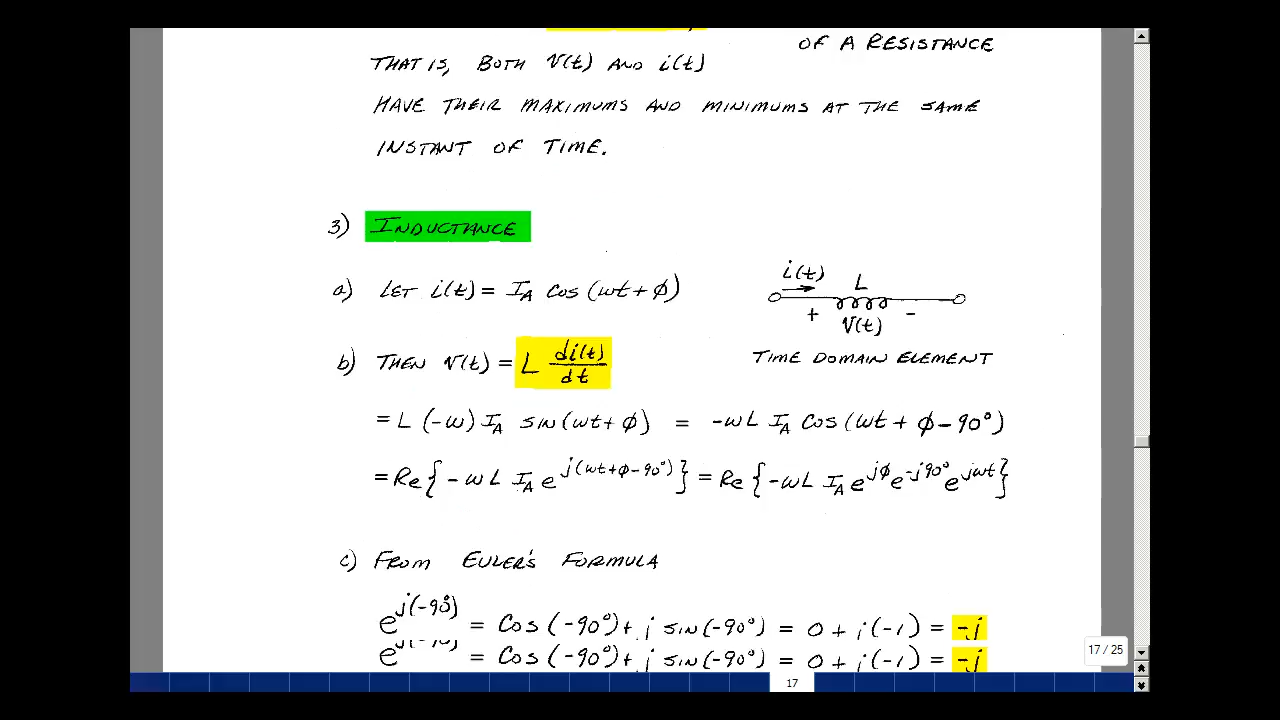 OF A RESISTANCE
THAT IS, BOTH V(t) AND i(t)
HAVE THEIR MAXIMUMS AND MINIMUMS AT THE SAME
INSTANT OF TIME.
3) INDUCTANCE
a) LET i(t) = I_A COS (ωt + φ)
i(t)
L
+ V(t) -
TIME DOMAIN ELEMENT
b) THEN V(t) = L di(t)/dt
= L (-ω) I_A sin(ωt + φ) = -ωL I_A COS (ωt + φ - 90°)
= Re{ -ωL I_A e^{j(ωt+φ-90°)} } = Re{ -ωL I_A e^{jφ} e^{-j90°} e^{jωt} }
c) FROM EULER'S FORMULA
e^{j(-90°)} = COS (-90°) + j sin(-90°) = 0 + j(-1) = -j
= COS (-90°) + j sin(-90°) = 0 + j(-1) = -j
17 / 25
17